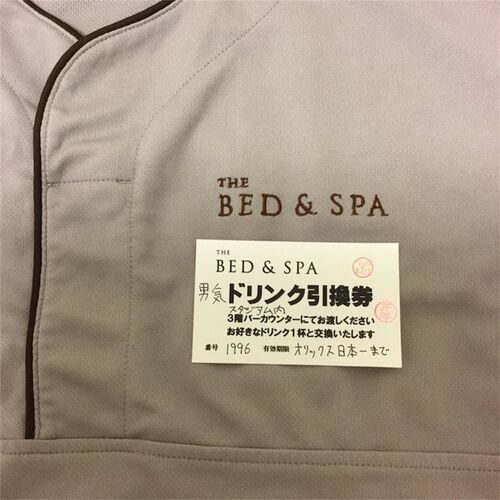 THE
BED & SPA
THE
BED & SPA
男気 ドリンク引換券
スタジアム内
3階バーカウンターにてお渡しください
お好きなドリンク1杯と交換いたします
番号 1996 有効期限 オリックス日本一まで